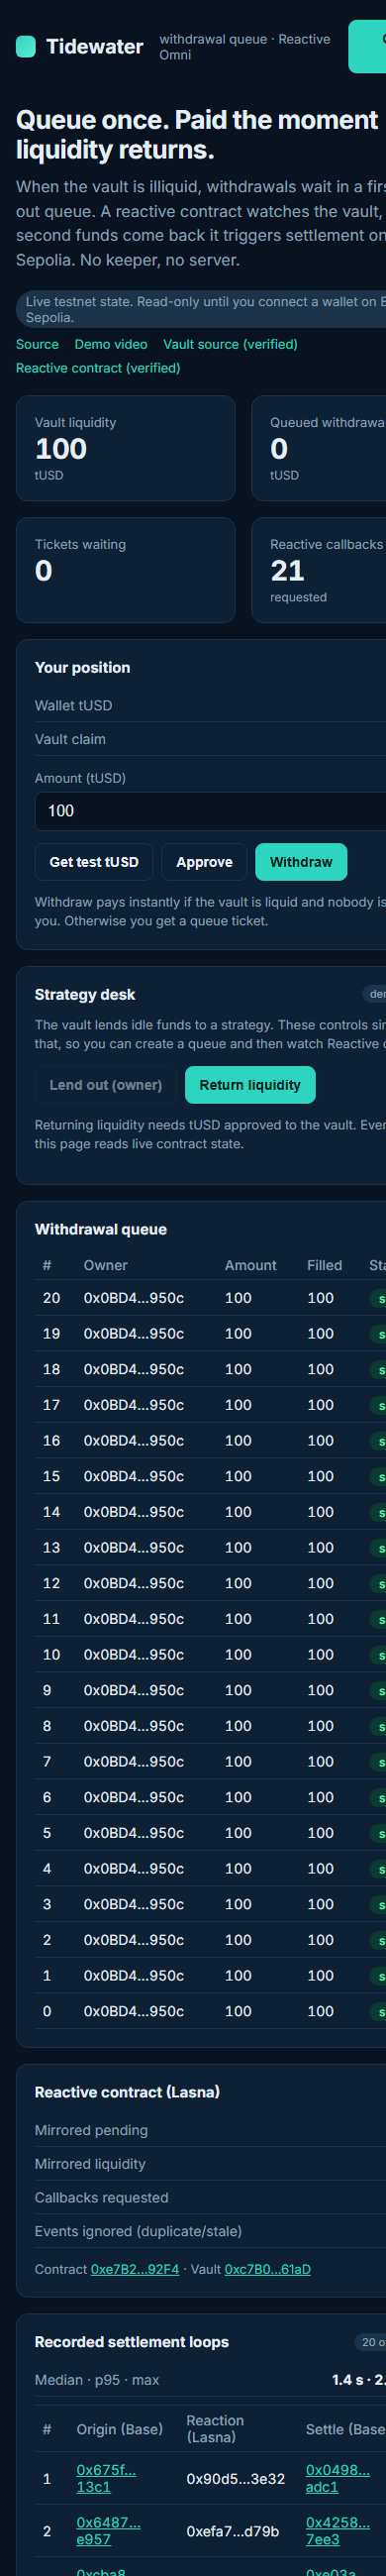 Tidewater
withdrawal queue · Reactive
Omni
Queue once. Paid the moment
liquidity returns.
When the vault is illiquid, withdrawals wait in a
out queue. A reactive contract watches the vault,
second funds come back it triggers settlement
Sepolia. No keeper, no server.
Live testnet state. Read-only until you connect a wallet on
Sepolia.
Source Demo video Vault source (verified)
Reactive contract (verified)
Vault liquidity
100
tUSD
Queued
0
tUSD
Tickets waiting
0
Reactive callbacks
21
requested
Your position
Wallet tUSD
Vault claim
Amount (tUSD)
100
Get test tUSD Approve Withdraw
Withdraw pays instantly if the vault is liquid and nobody is
you. Otherwise you get a queue ticket.
Strategy desk
The vault lends idle funds to a strategy. These controls
that, so you can create a queue and then watch Reactive
Lend out (owner) Return liquidity
Returning liquidity needs tUSD approved to the vault.
this page reads live contract state.
Withdrawal queue
# Owner Amount Filled
20 0x0BD4…950c 100 100
19 0x0BD4…950c 100 100
18 0x0BD4…950c 100 100
17 0x0BD4…950c 100 100
16 0x0BD4…950c 100 100
15 0x0BD4…950c 100 100
14 0x0BD4…950c 100 100
13 0x0BD4…950c 100 100
12 0x0BD4…950c 100 100
11 0x0BD4…950c 100 100
10 0x0BD4…950c 100 100
9 0x0BD4…950c 100 100
8 0x0BD4…950c 100 100
7 0x0BD4…950c 100 100
6 0x0BD4…950c 100 100
5 0x0BD4…950c 100 100
4 0x0BD4…950c 100 100
3 0x0BD4…950c 100 100
2 0x0BD4…950c 100 100
1 0x0BD4…950c 100 100
0 0x0BD4…950c 100 100
Reactive contract (Lasna)
Mirrored pending
Mirrored liquidity
Callbacks requested
Events ignored (duplicate/stale)
Contract 0xe7B2…92F4 · Vault 0xc7B0…61aD
Recorded settlement loops
20
Median · p95 · max
1.4 s ·
# Origin (Base) Reaction (Lasna) Settle (Base
1 0x675f…13c1 0x90d5…3e32 0x0498…adc1
2 0x6487…e957 0xefa7…d79b 0x4258…7ee3